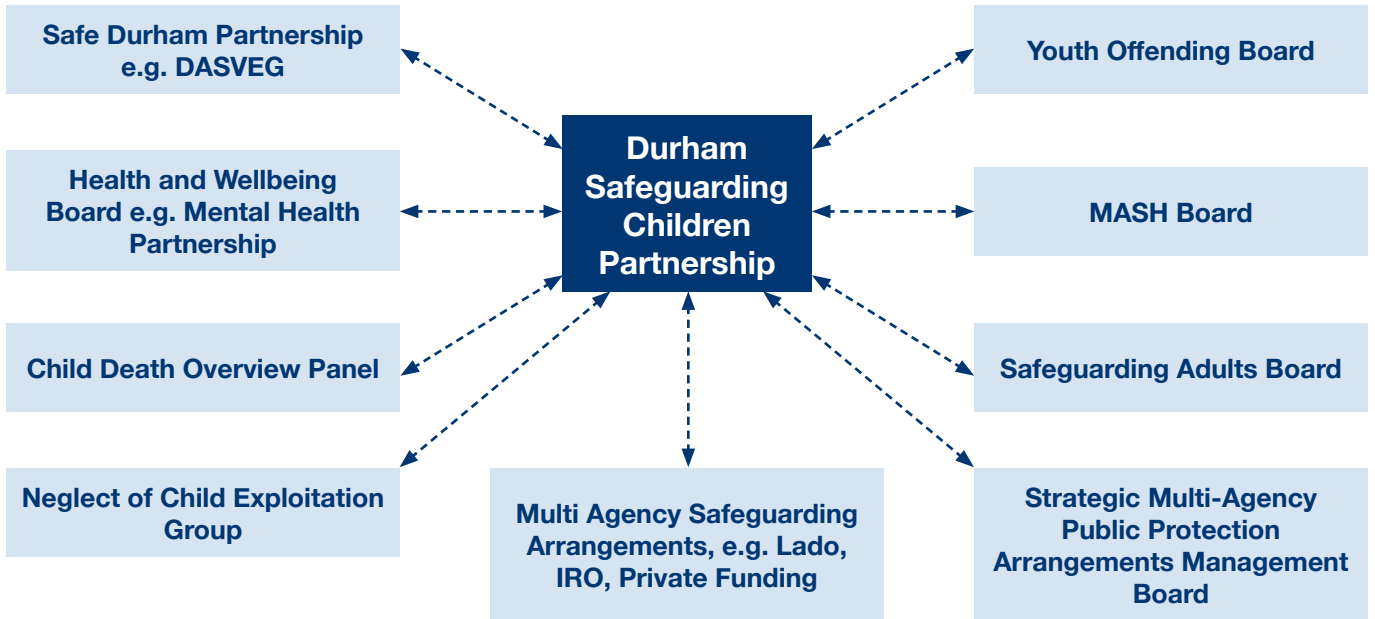 Safe Durham Partnership
e.g. DASVEG
Youth Offending Board
Durham
Safeguarding
Children
Partnership
Health and Wellbeing
Board e.g. Mental Health
Partnership
MASH Board
Child Death Overview Panel
Safeguarding Adults Board
Neglect of Child Exploitation
Group
Multi Agency Safeguarding
Arrangements, e.g. Lado,
IRO, Private Funding
Strategic Multi-Agency
Public Protection
Arrangements Management
Board